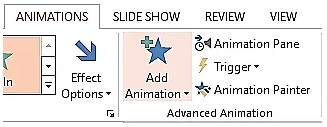 ANIMATIONS SLIDE SHOW REVIEW VIEW
Effect
Options
Add
Animation
Animation Pane
Trigger
Animation Painter
Advanced Animation